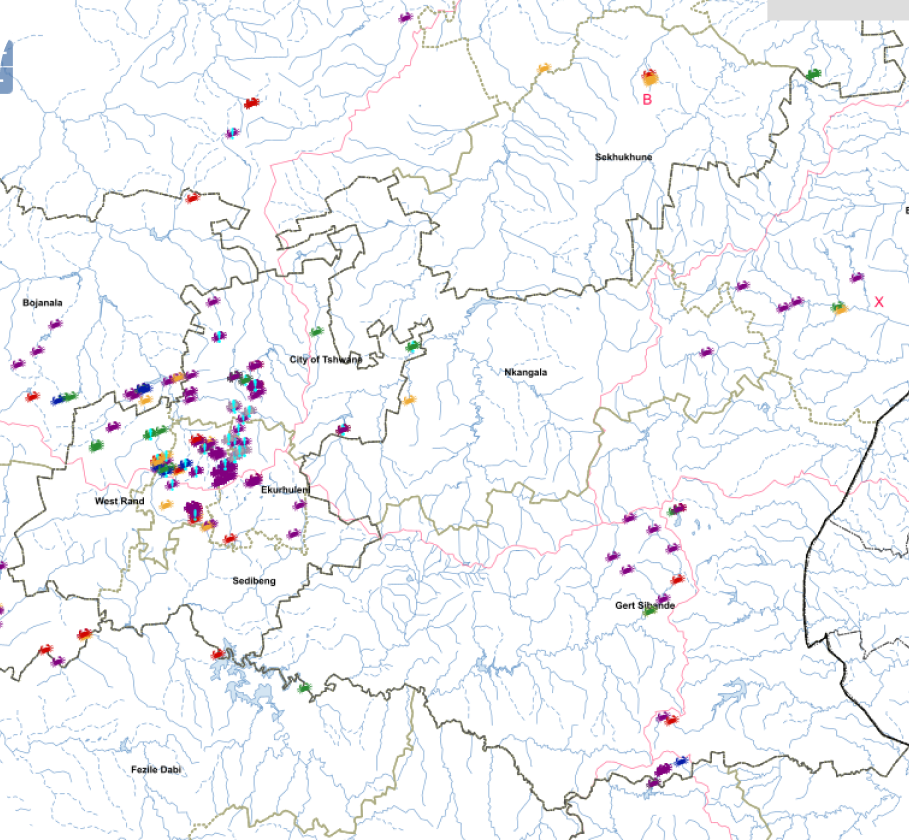 B
Sekhukhune
Bojanala
X
City of Tshwane
Nkangala
West Rand
Ekurhuleni
Sedibeng
Gert Sibande
Fezile Dabi